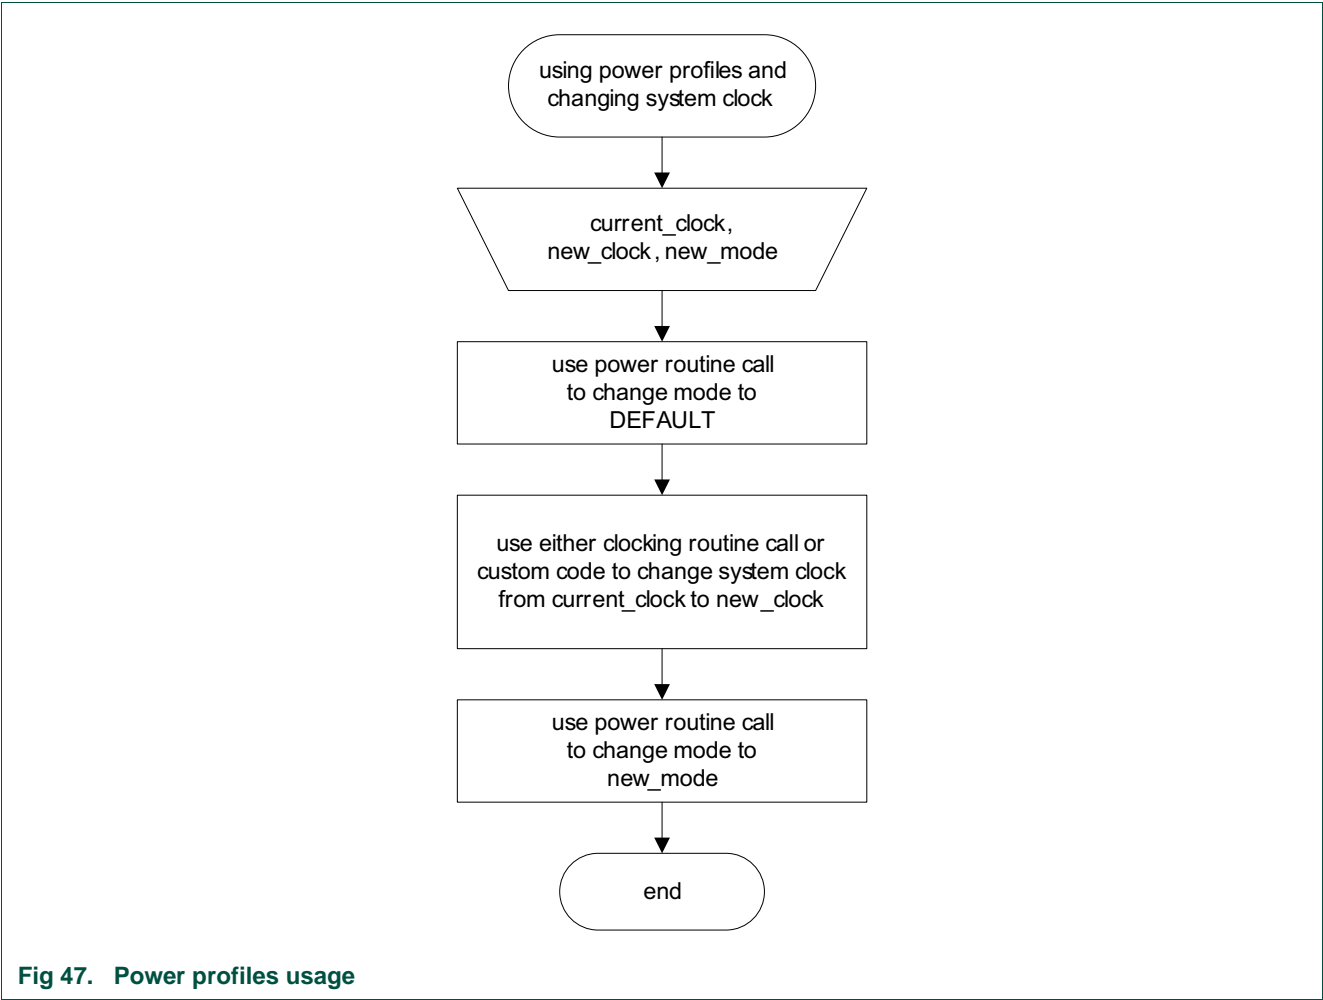 using power profiles and
changing system clock
current_clock,
new_clock, new_mode
use power routine call
to change mode to
DEFAULT
use either clocking routine call or
custom code to change system clock
from current_clock to new_clock
use power routine call
to change mode to
new_mode
end
Fig 47. Power profiles usage